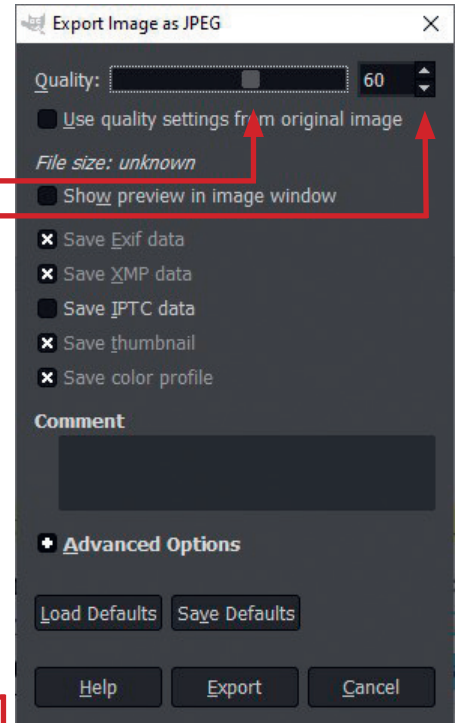 Export Image as JPEG
Quality: 60
Use quality settings from original image
File size: unknown
Show preview in image window
Save Exif data
Save XMP data
Save IPTC data
Save thumbnail
Save color profile
Comment
Advanced Options
Load Defaults Save Defaults
Help Export Cancel